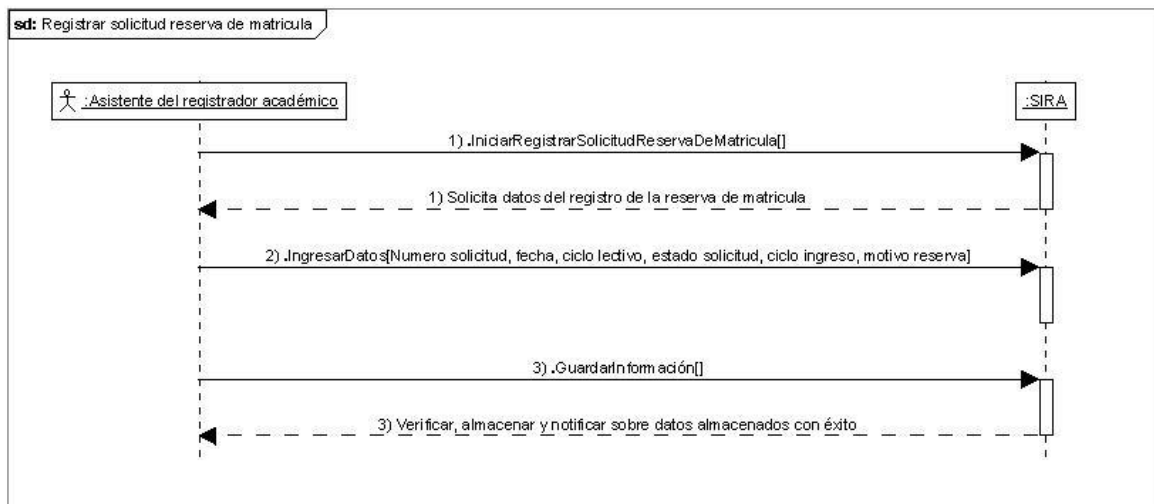 sd: Registrar solicitud reserva de matricula
:Asistente del registrador académico
:SIRA
1) .IniciarRegistrarSolicitudReservaDeMatricula[]
1) Solicita datos del registro de la reserva de matricula
2) .IngresarDatos[Numero solicitud, fecha, ciclo lectivo, estado solicitud, ciclo ingreso, motivo reserva]
3) .GuardarInformación[]
3) Verificar, almacenar y notificar sobre datos almacenados con éxito